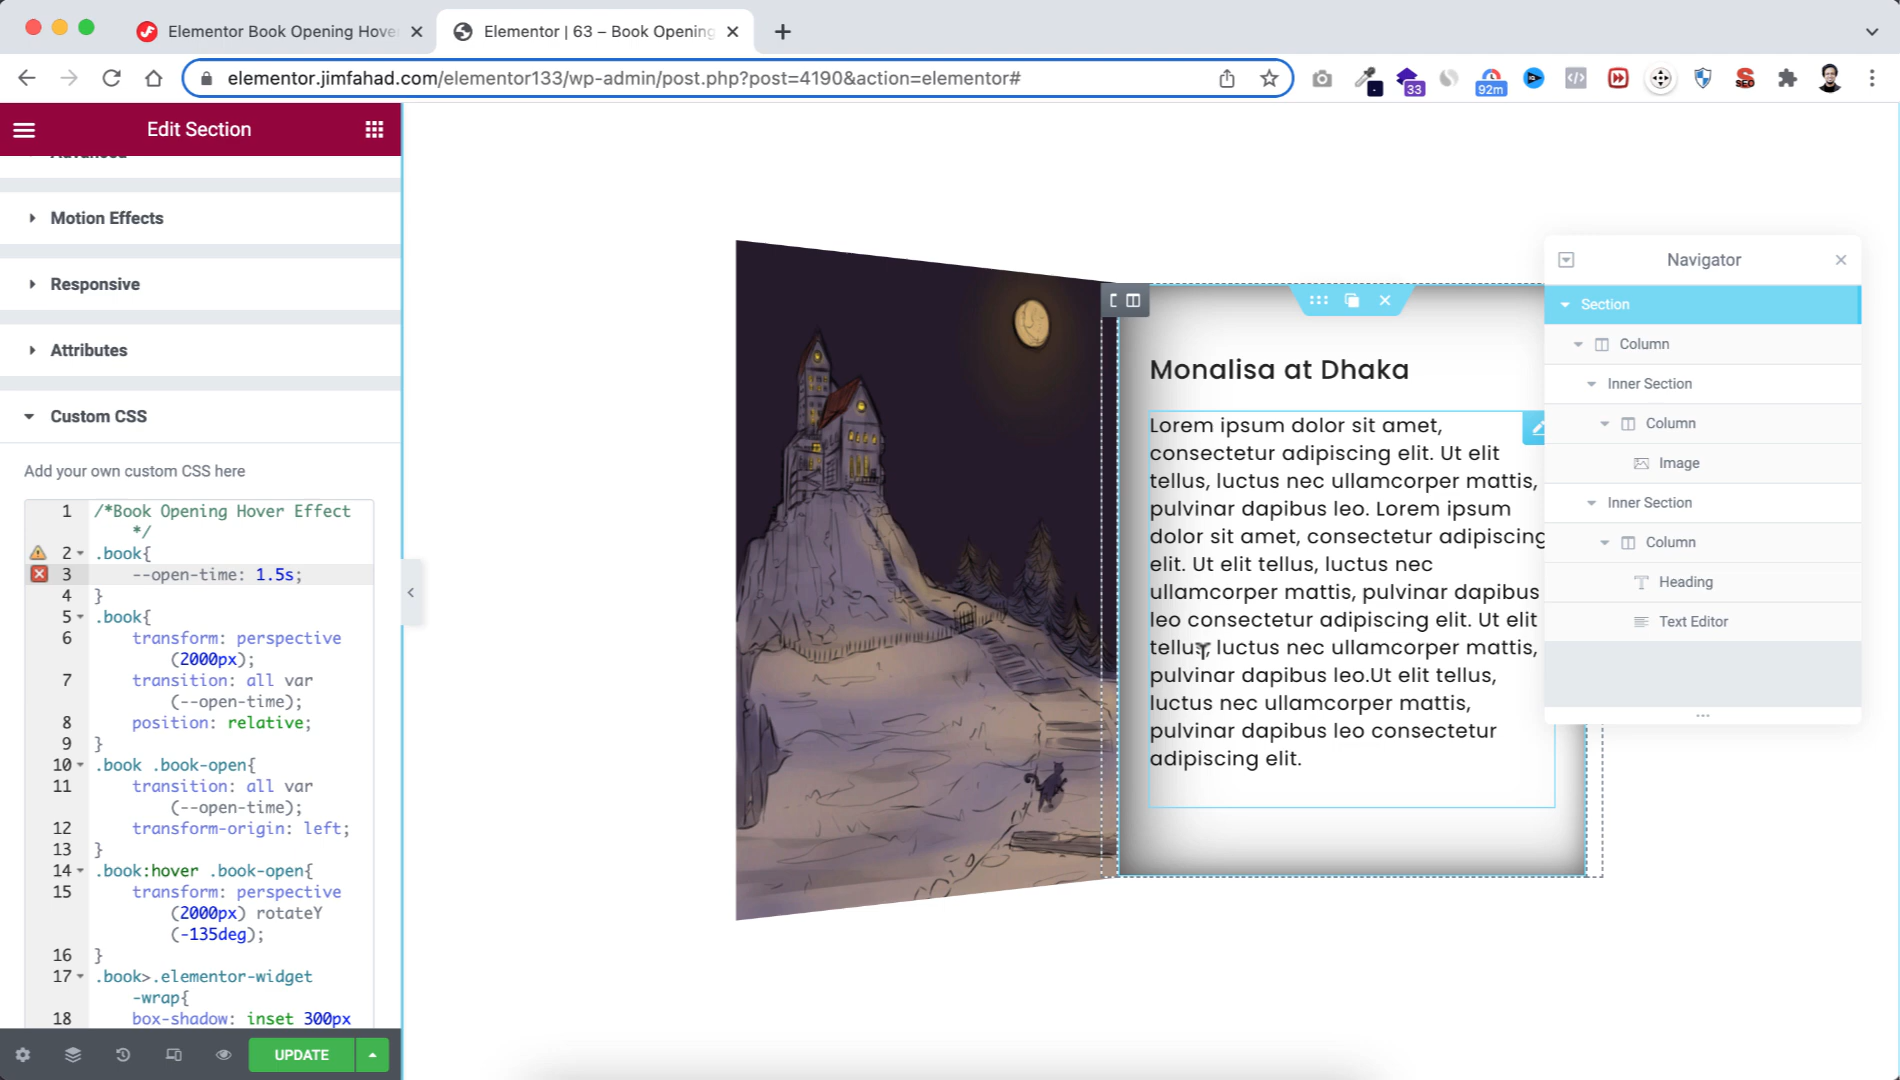 Elementor Book Opening Hove
Elementor | 63 – Book Opening
elementor.jimfahad.com/elementor133/wp-admin/post.php?post=4190&action=elementor#
33
92m
SEO
Edit Section
Advanced
Motion Effects
Responsive
Attributes
Custom CSS
Add your own custom CSS here
1 /*Book Opening Hover Effect
*/
2 .book{
3 --open-time: 1.5s;
4 }
5 .book{
6 transform: perspective
(2000px);
7 transition: all var
(--open-time);
8 position: relative;
9 }
10 .book .book-open{
11 transition: all var
(--open-time);
12 transform-origin: left;
13 }
14 .book:hover .book-open{
15 transform: perspective
(2000px) rotateY
(-135deg);
16 }
17 .book>.elementor-widget
-wrap{
18 box-shadow: inset 300px
UPDATE
Monalisa at Dhaka
Lorem ipsum dolor sit amet,
consectetur adipiscing elit. Ut elit
tellus, luctus nec ullamcorper mattis,
pulvinar dapibus leo. Lorem ipsum
dolor sit amet, consectetur adipiscing
elit. Ut elit tellus, luctus nec
ullamcorper mattis, pulvinar dapibus
leo consectetur adipiscing elit. Ut elit
tellus, luctus nec ullamcorper mattis,
pulvinar dapibus leo.Ut elit tellus,
luctus nec ullamcorper mattis,
pulvinar dapibus leo consectetur
adipiscing elit.
Navigator
Section
Column
Inner Section
Column
Image
Inner Section
Column
Heading
Text Editor